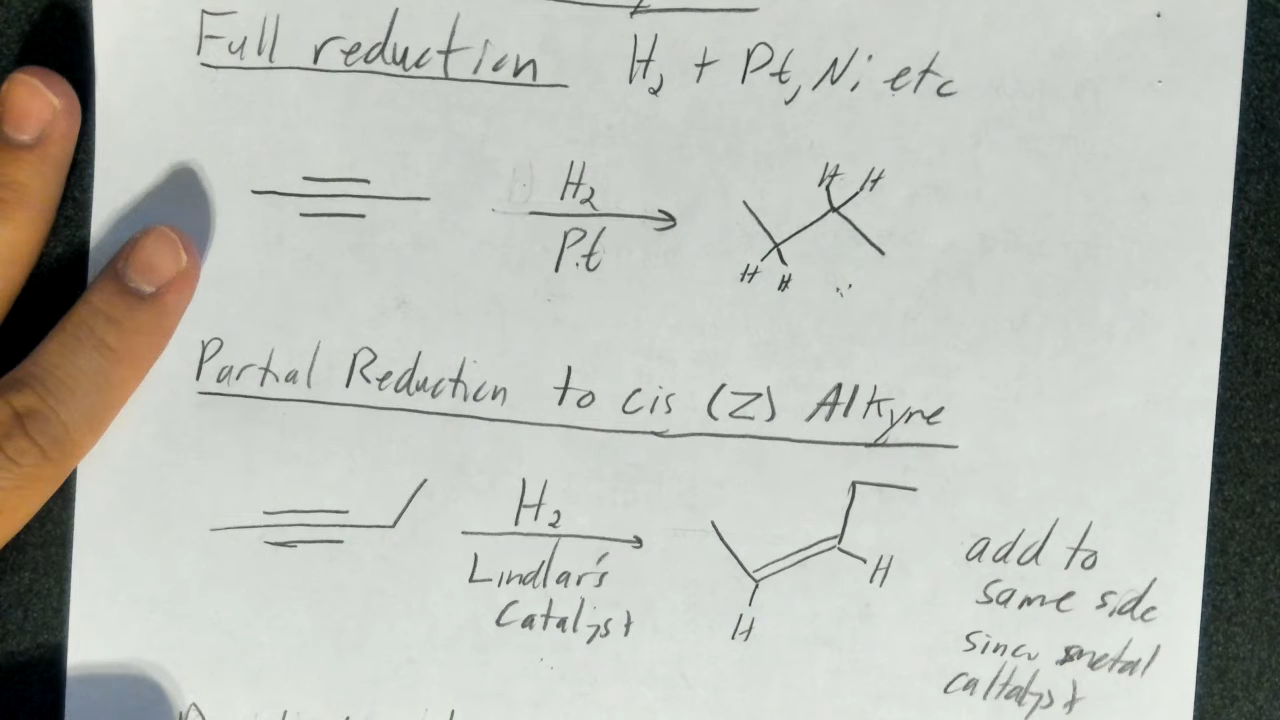 Full reduction H2 + Pt, Ni etc
H2
Pt
H H
H H
Partial Reduction to cis (Z) Alkyne
H2
Lindlar's
Catalyst
H
H
add to
same side
since metal
caltalyst